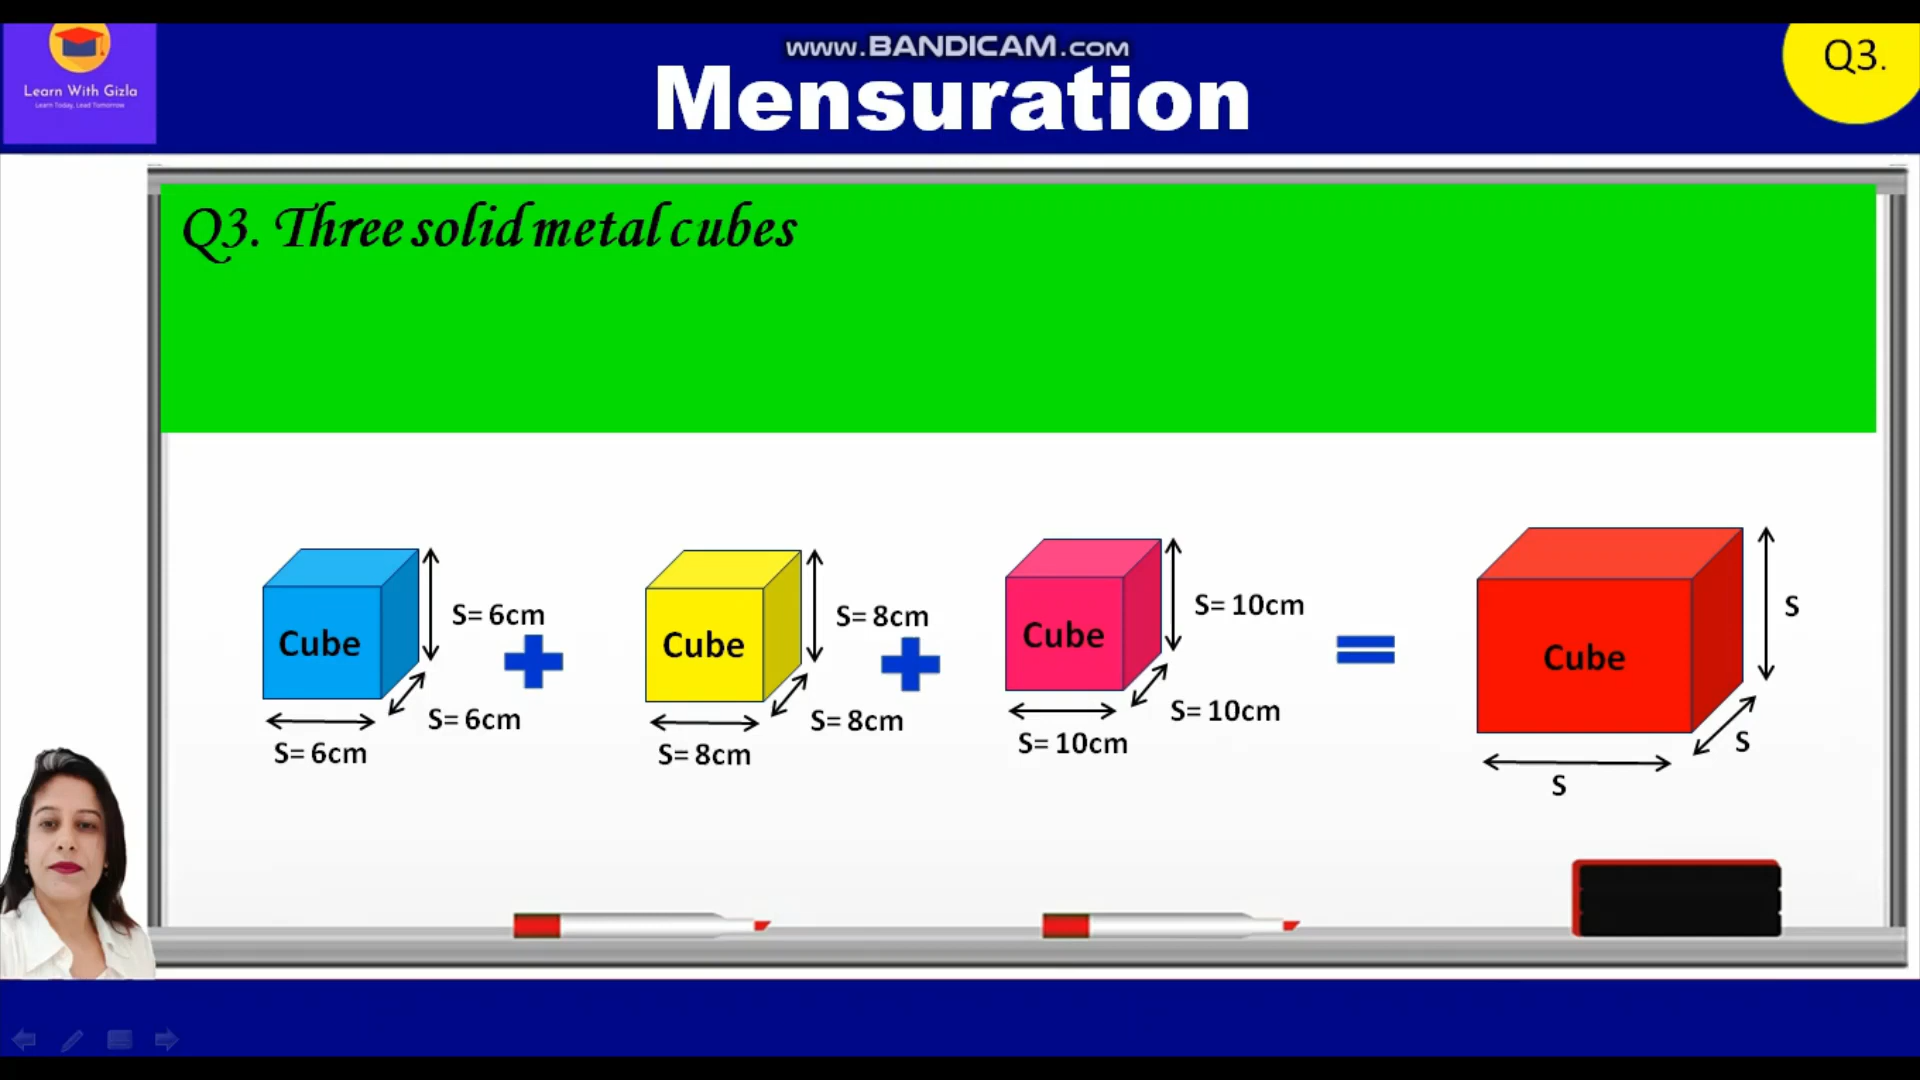 www.BANDICAM.com
Q3.
Learn With Gizla
Learn Today, Lead Tomorrow
Mensuration
Q3. Three solid metal cubes
Cube
S= 6cm
S= 6cm
S= 6cm
Cube
S= 8cm
S= 8cm
S= 8cm
Cube
S= 10cm
S= 10cm
S= 10cm
Cube
S
S
S